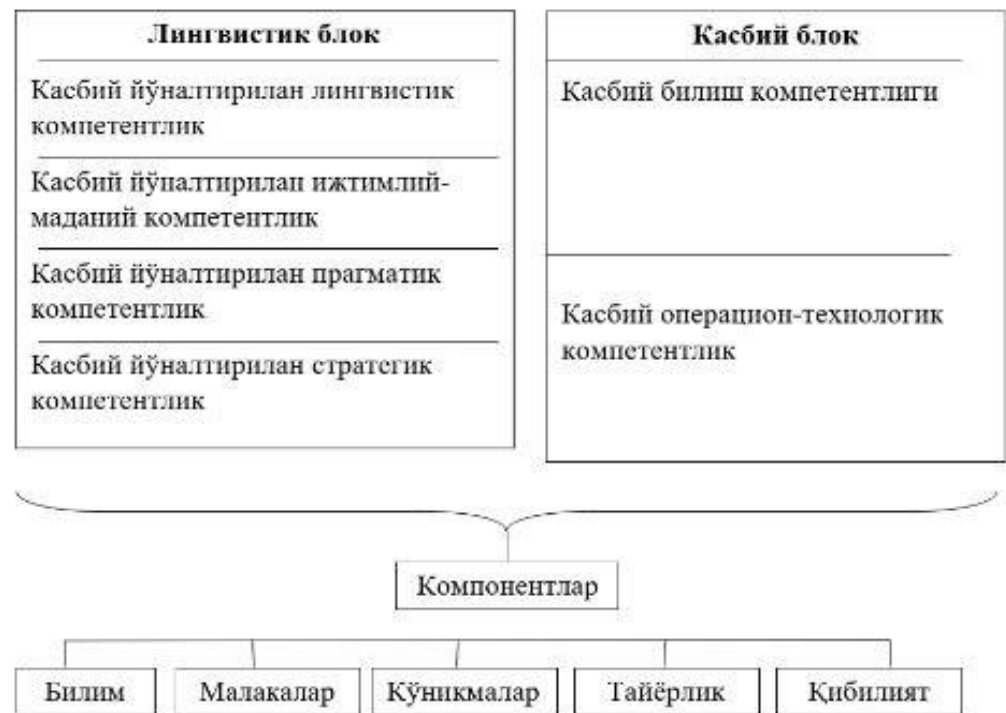 Лингвистик блок
Касбий йўналтирилан лингвистик
компетентлик
Касбий йўналтирилан ижтимлий-
маданий компетентлик
Касбий йўналтирилан прагматик
компетентлик
Касбий йўналтирилан стратегик
компетентлик
Касбий блок
Касбий билиш компетентлиги
Касбий операцион-технологик
компетентлик
Компонентлар
Билим
Малакалар
Кўникмалар
Тайёрлик
Қибилият